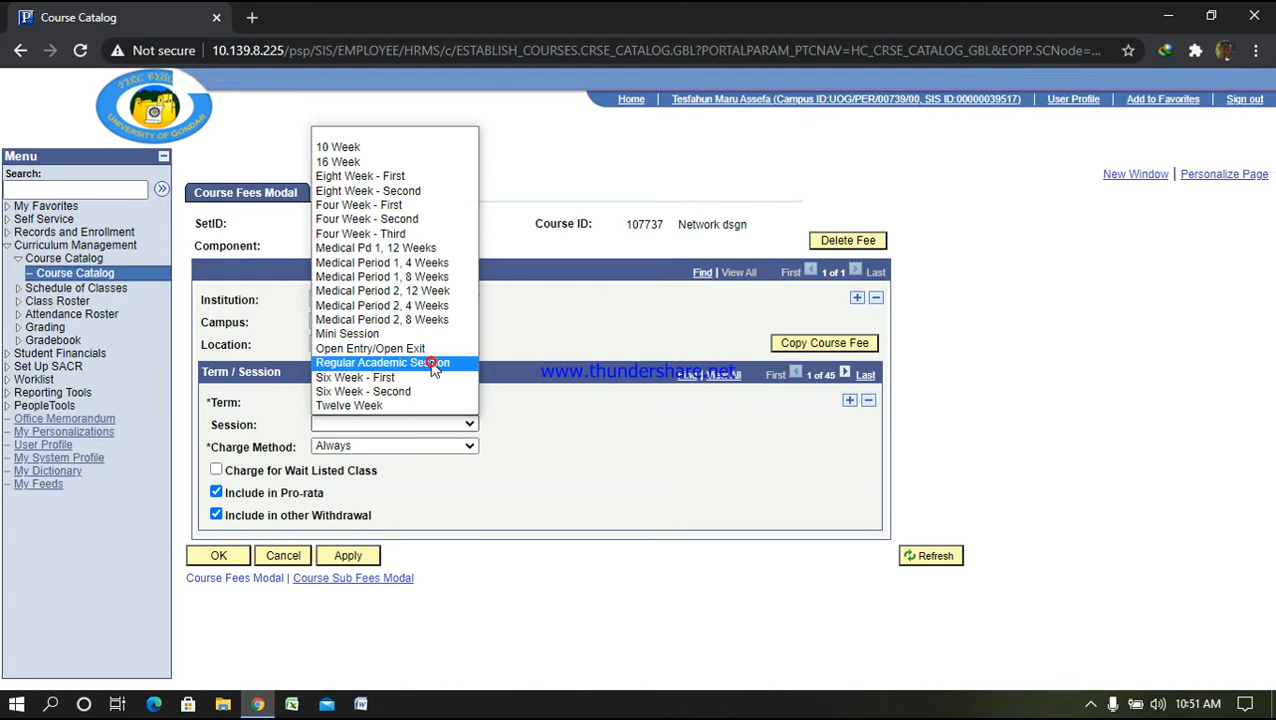 Course Catalog
Not secure
10.139.8.225/psp/SIS/EMPLOYEE/HRMS/c/ESTABLISH_COURSES.CRSE_CATALOG.GBL?PORTALPARAM_PTCNAV=HC_CRSE_CATALOG_GBL&EOPP.SCNode=...
ጎንደር ዩኒቨርሲቲ
UNIVERSITY OF GONDAR
Home
Tesfahun Maru Assefa (Campus ID:UOG/PER/00739/00, SIS ID:00000039517)
User Profile
Add to Favorites
Sign out
Menu
Search:
My Favorites
Self Service
Records and Enrollment
Curriculum Management
Course Catalog
– Course Catalog
Schedule of Classes
Class Roster
Attendance Roster
Grading
Gradebook
Student Financials
Set Up SACR
Worklist
Reporting Tools
PeopleTools
Office Memorandum
My Personalizations
User Profile
My System Profile
My Dictionary
My Feeds
New Window | Personalize Page
Course Fees Modal
SetID:
Course ID: 107737 Network dsgn
Component:
Delete Fee
Find | View All First 1 of 1 Last
Institution:
Campus:
Location:
Copy Course Fee
Term / Session
Find | View All First 1 of 45 Last
www.thundershare.net
*Term:
Session:
10 Week
16 Week
Eight Week - First
Eight Week - Second
Four Week - First
Four Week - Second
Four Week - Third
Medical Pd 1, 12 Weeks
Medical Period 1, 4 Weeks
Medical Period 1, 8 Weeks
Medical Period 2, 12 Week
Medical Period 2, 4 Weeks
Medical Period 2, 8 Weeks
Mini Session
Open Entry/Open Exit
Regular Academic Session
Six Week - First
Six Week - Second
Twelve Week
*Charge Method: Always
Charge for Wait Listed Class
Include in Pro-rata
Include in other Withdrawal
OK
Cancel
Apply
Refresh
Course Fees Modal | Course Sub Fees Modal
10:51 AM